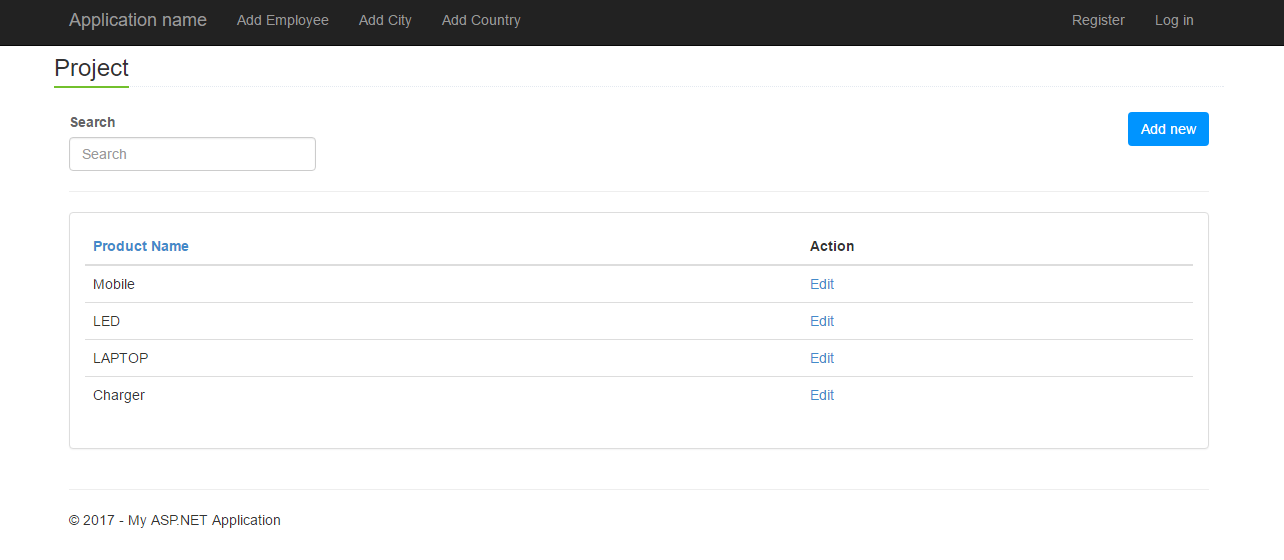 Application name Add Employee Add City Add Country Register Log in
Project
Search
Add new
Search
Product Name Action
Mobile Edit
LED Edit
LAPTOP Edit
Charger Edit
© 2017 - My ASP.NET Application